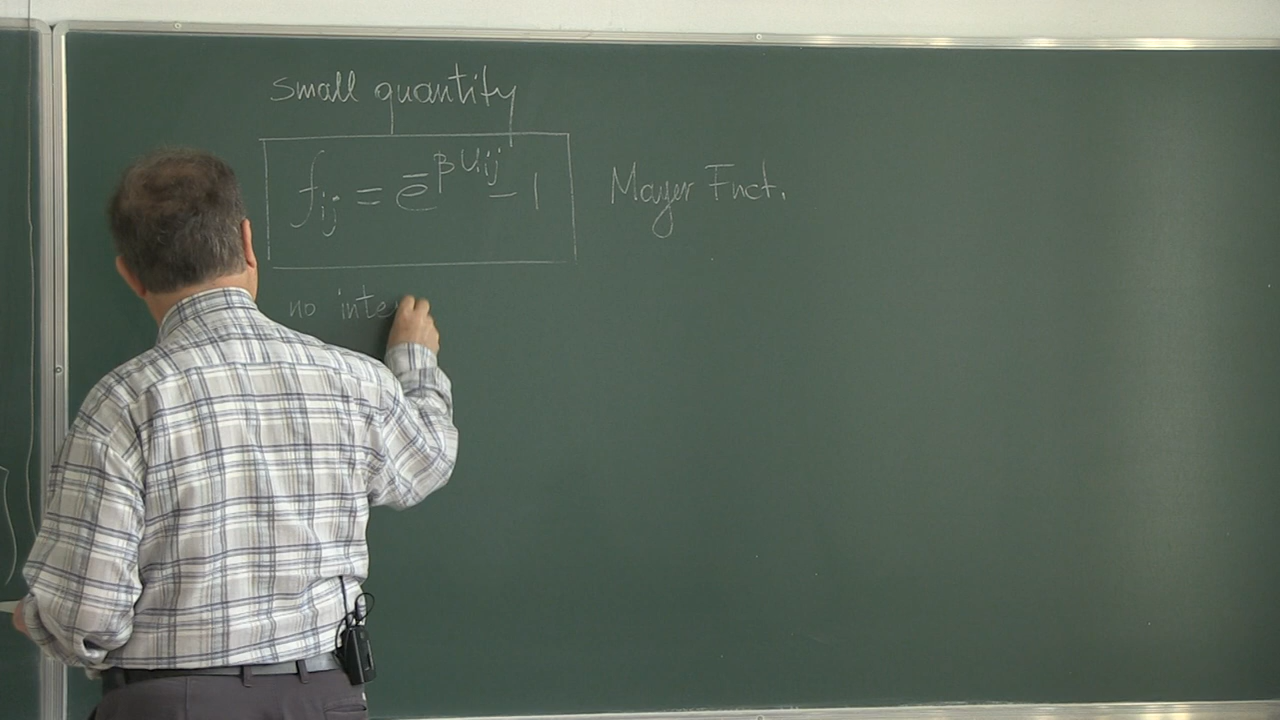 small quantity
f_ij = e^{-βU_ij} - 1
Mayer Fnct.
no inte